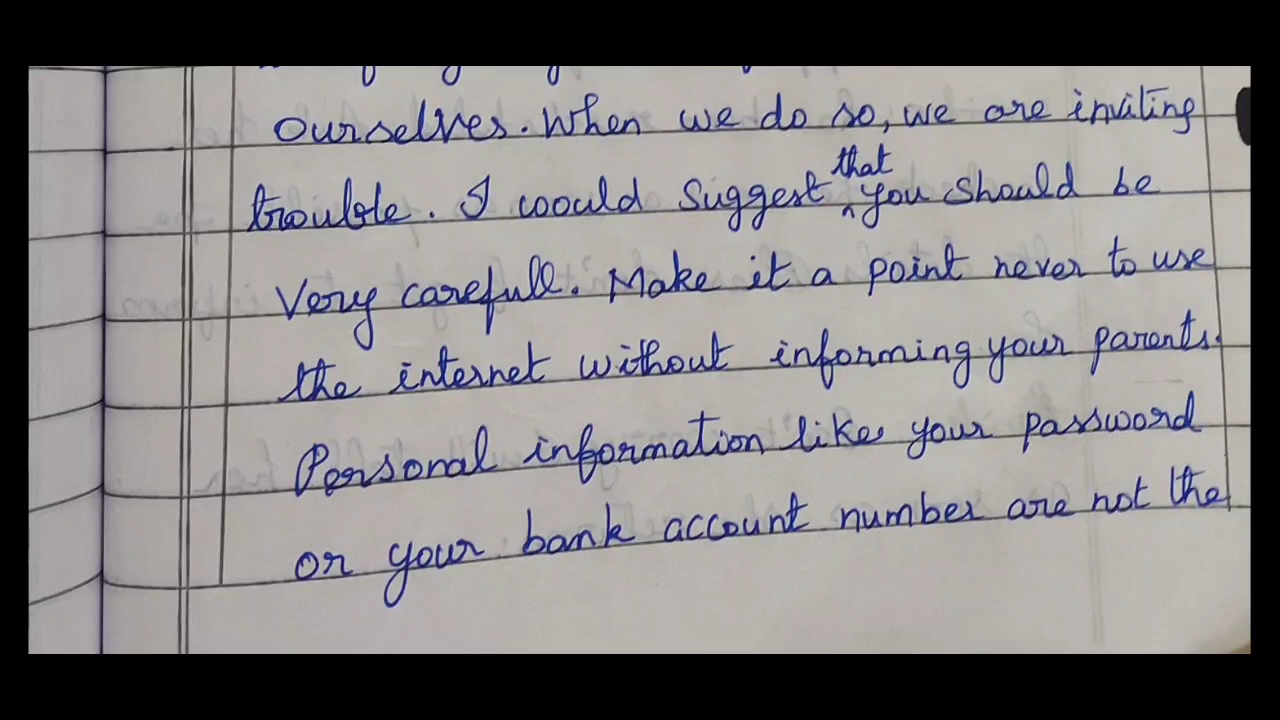 ourselves. When we do so, we are inviting
trouble. I woould suggest that you should be
very carefull. Make it a point never to use
the internet without informing your parents.
Personal information like your password
or your bank account number are not the